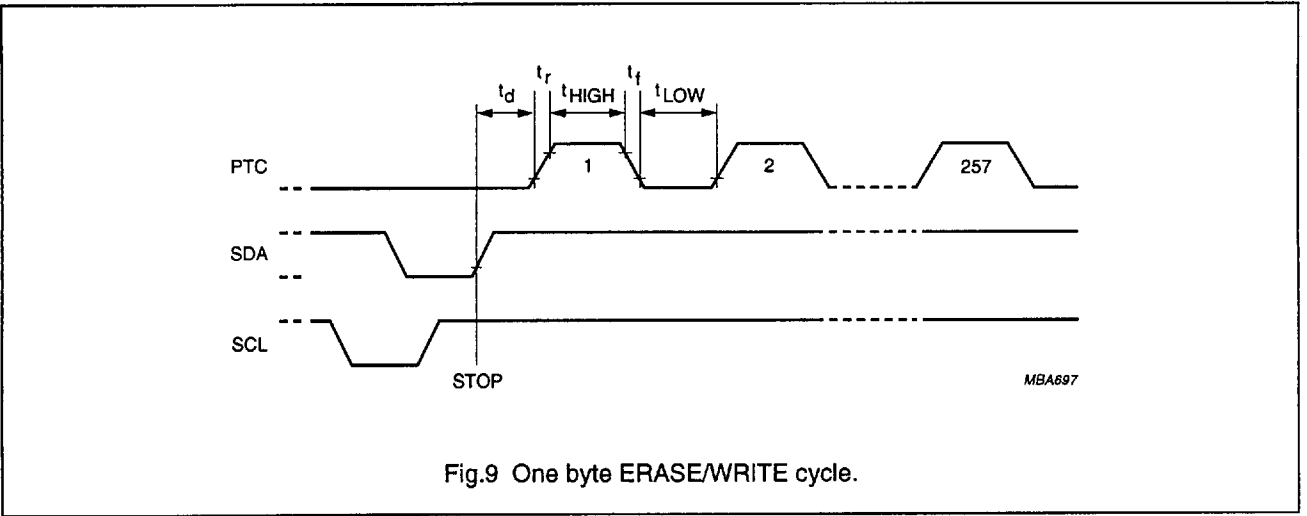 td tr tHIGH tf tLOW
PTC 1 2 257
SDA
SCL
STOP
MBA697
Fig.9 One byte ERASE/WRITE cycle.